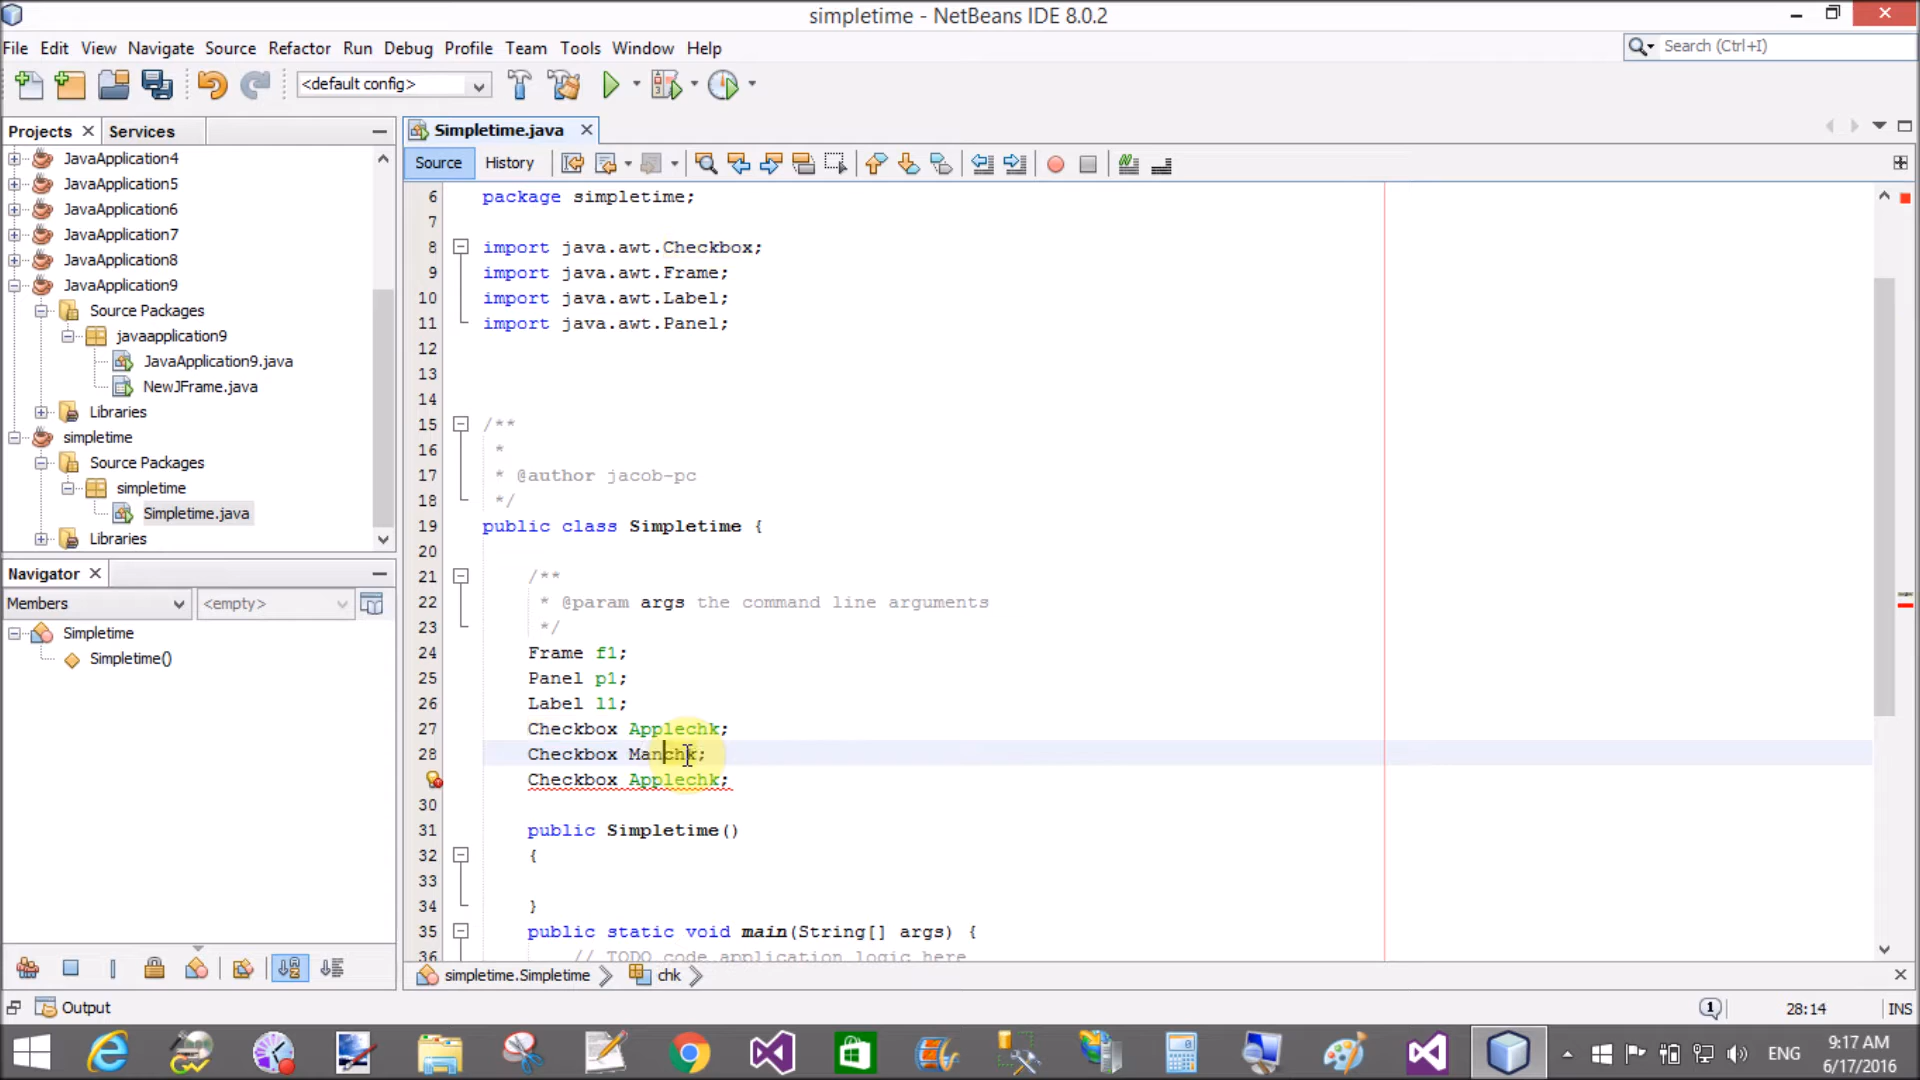 simpletime - NetBeans IDE 8.0.2
File Edit View Navigate Source Refactor Run Debug Profile Team Tools Window Help
Search (Ctrl+I)
<default config>
Projects Services
Simpletime.java
Source History
JavaApplication4
JavaApplication5
JavaApplication6
JavaApplication7
JavaApplication8
JavaApplication9
Source Packages
javaapplication9
JavaApplication9.java
NewJFrame.java
Libraries
simpletime
Source Packages
simpletime
Simpletime.java
Libraries
Navigator
Members <empty>
Simpletime
Simpletime()
6 package simpletime;
7
8 import java.awt.Checkbox;
9 import java.awt.Frame;
10 import java.awt.Label;
11 import java.awt.Panel;
12
13
14
15 /**
16 *
17 * @author jacob-pc
18 */
19 public class Simpletime {
20
21 /**
22 * @param args the command line arguments
23 */
24 Frame f1;
25 Panel p1;
26 Label l1;
27 Checkbox Applechk;
28 Checkbox Manchk;
Checkbox Applechk;
30
31 public Simpletime()
32 {
33
34 }
35 public static void main(String[] args) {
36 // TODO code application logic here
simpletime.Simpletime chk
Output
1 28:14 INS
ENG
9:17 AM
6/17/2016